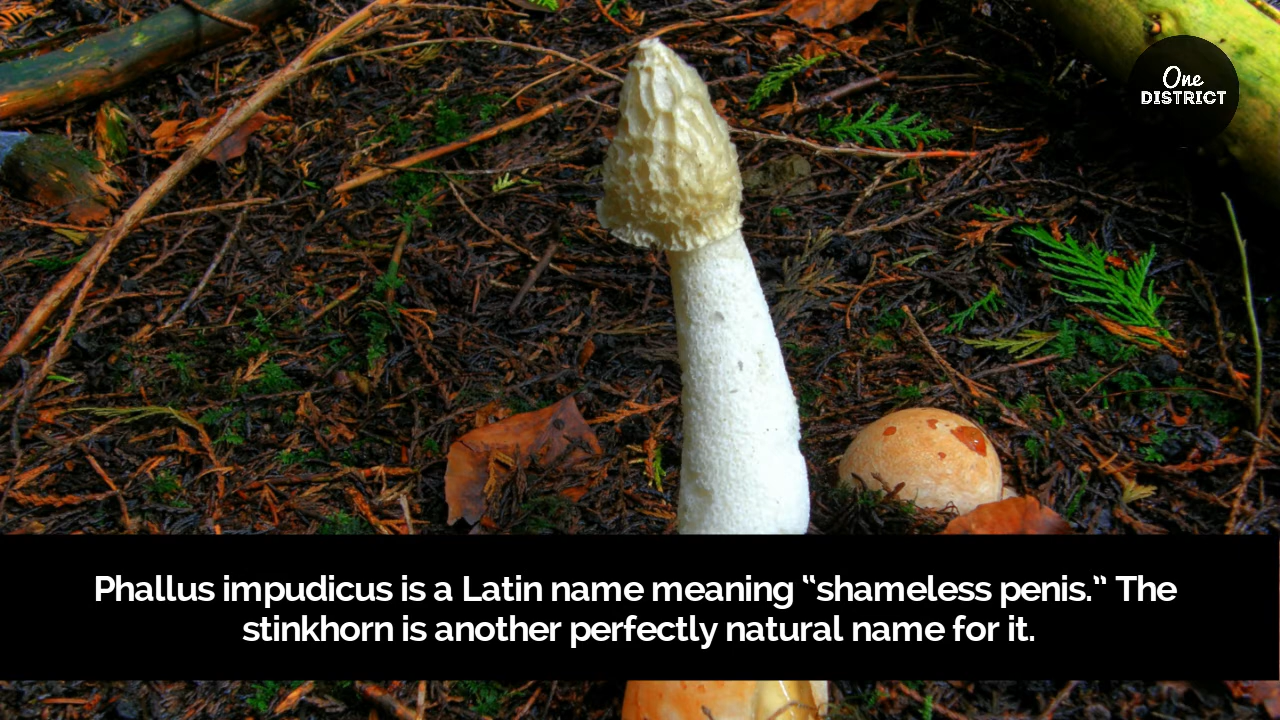 One
DISTRICT
Phallus impudicus is a Latin name meaning “shameless penis.” The
stinkhorn is another perfectly natural name for it.